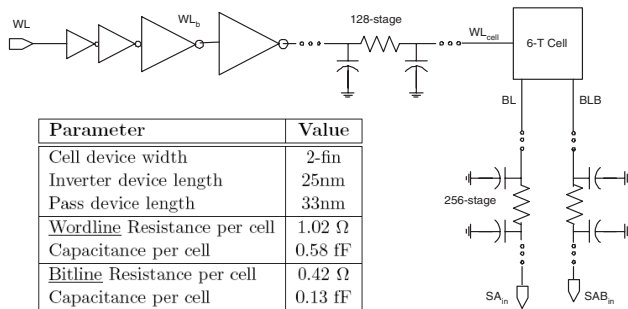 WL
WL_b
128-stage
WL_cell
6-T Cell
BL
BLB
Parameter Value
Cell device width 2-fin
Inverter device length 25nm
Pass device length 33nm
Wordline Resistance per cell 1.02 Ω
Capacitance per cell 0.58 fF
Bitline Resistance per cell 0.42 Ω
Capacitance per cell 0.13 fF
256-stage
SA_in
SAB_in